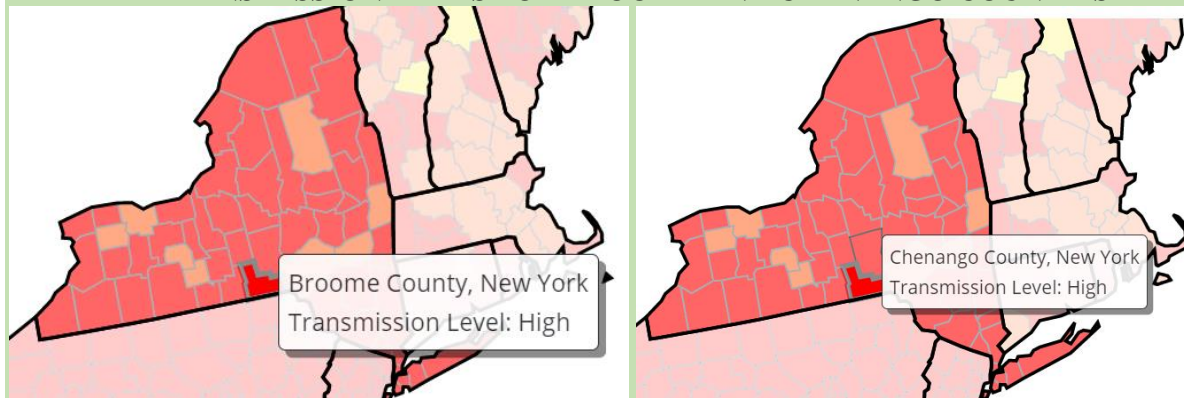 Broome County, New York
Transmission Level: High
Chenango County, New York
Transmission Level: High